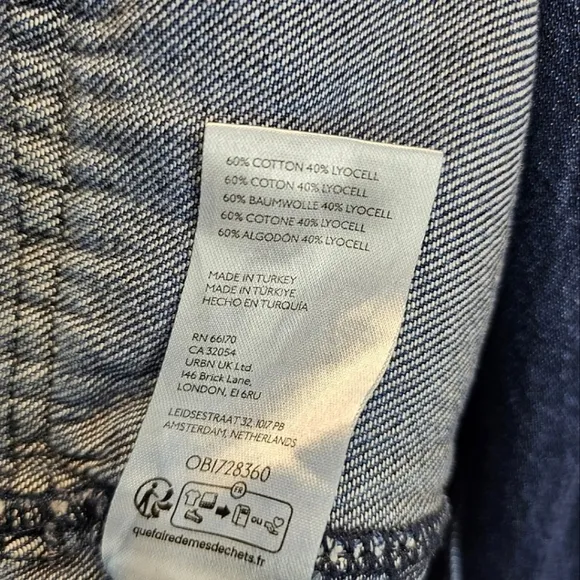 60% COTTON 40% LYOCELL
60% COTON 40% LYOCELL
60% BAUMWOLLE 40% LYOCELL
60% COTONE 40% LYOCELL
60% ALGODÓN 40% LYOCELL
MADE IN TURKEY
MADE IN TÜRKIYE
HECHO EN TURQUÍA
RN 66170
CA 32054
URBN UK Ltd.
146 Brick Lane,
LONDON, E1 6RU
LEIDSESTRAAT 32, 1017 PB
AMSTERDAM, NETHERLANDS
OB1728360
FR
OU
quefairedemesdechets.fr